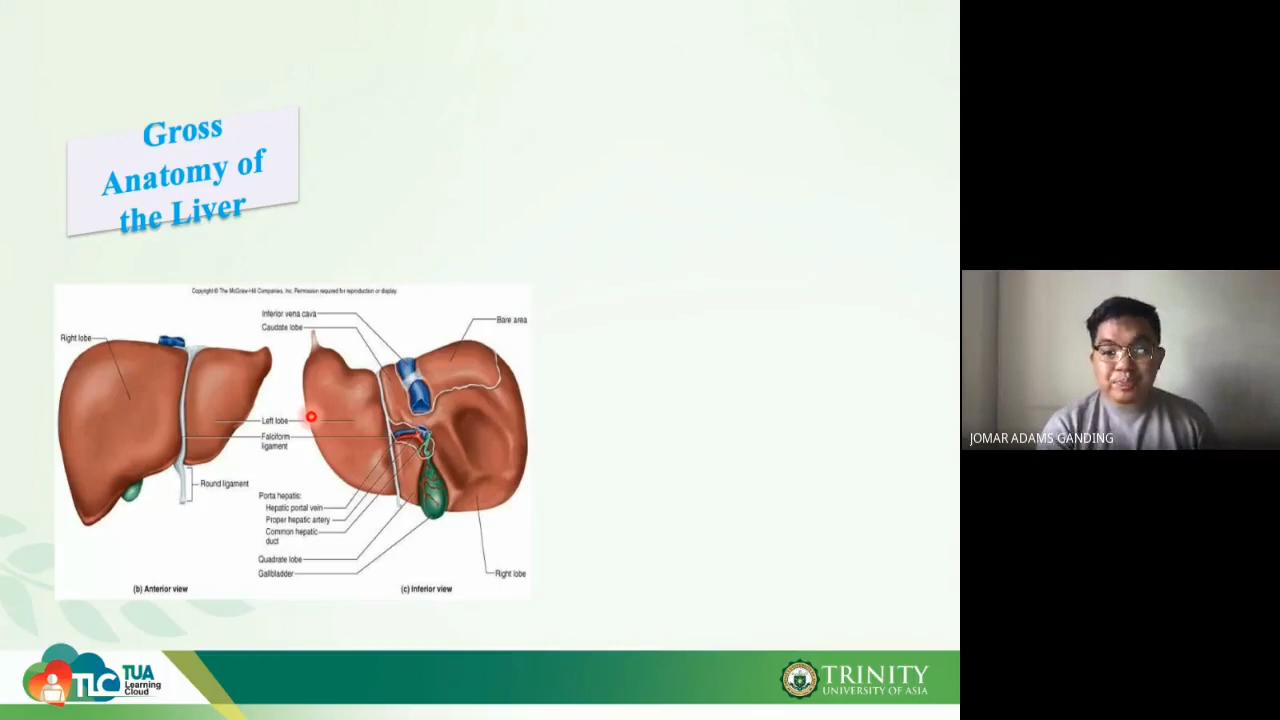 Gross
Anatomy of
the Liver
Copyright © The McGraw-Hill Companies, Inc. Permission required for reproduction or display.
Right lobe
Inferior vena cava
Caudate lobe
Bare area
Left lobe
Falciform
ligament
Round ligament
Porta hepatis:
Hepatic portal vein
Proper hepatic artery
Common hepatic
duct
Quadrate lobe
Gallbladder
Right lobe
(b) Anterior view
(c) Inferior view
JOMAR ADAMS GANDING
TLC
TUA
Learning
Cloud
TRINITY
UNIVERSITY OF ASIA